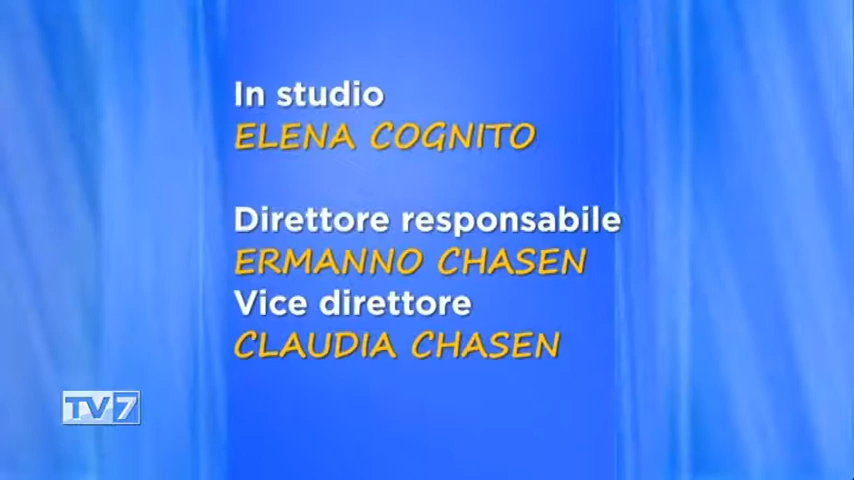 In studio
ELENA COGNITO
Direttore responsabile
ERMANNO CHASEN
Vice direttore
CLAUDIA CHASEN
TV7